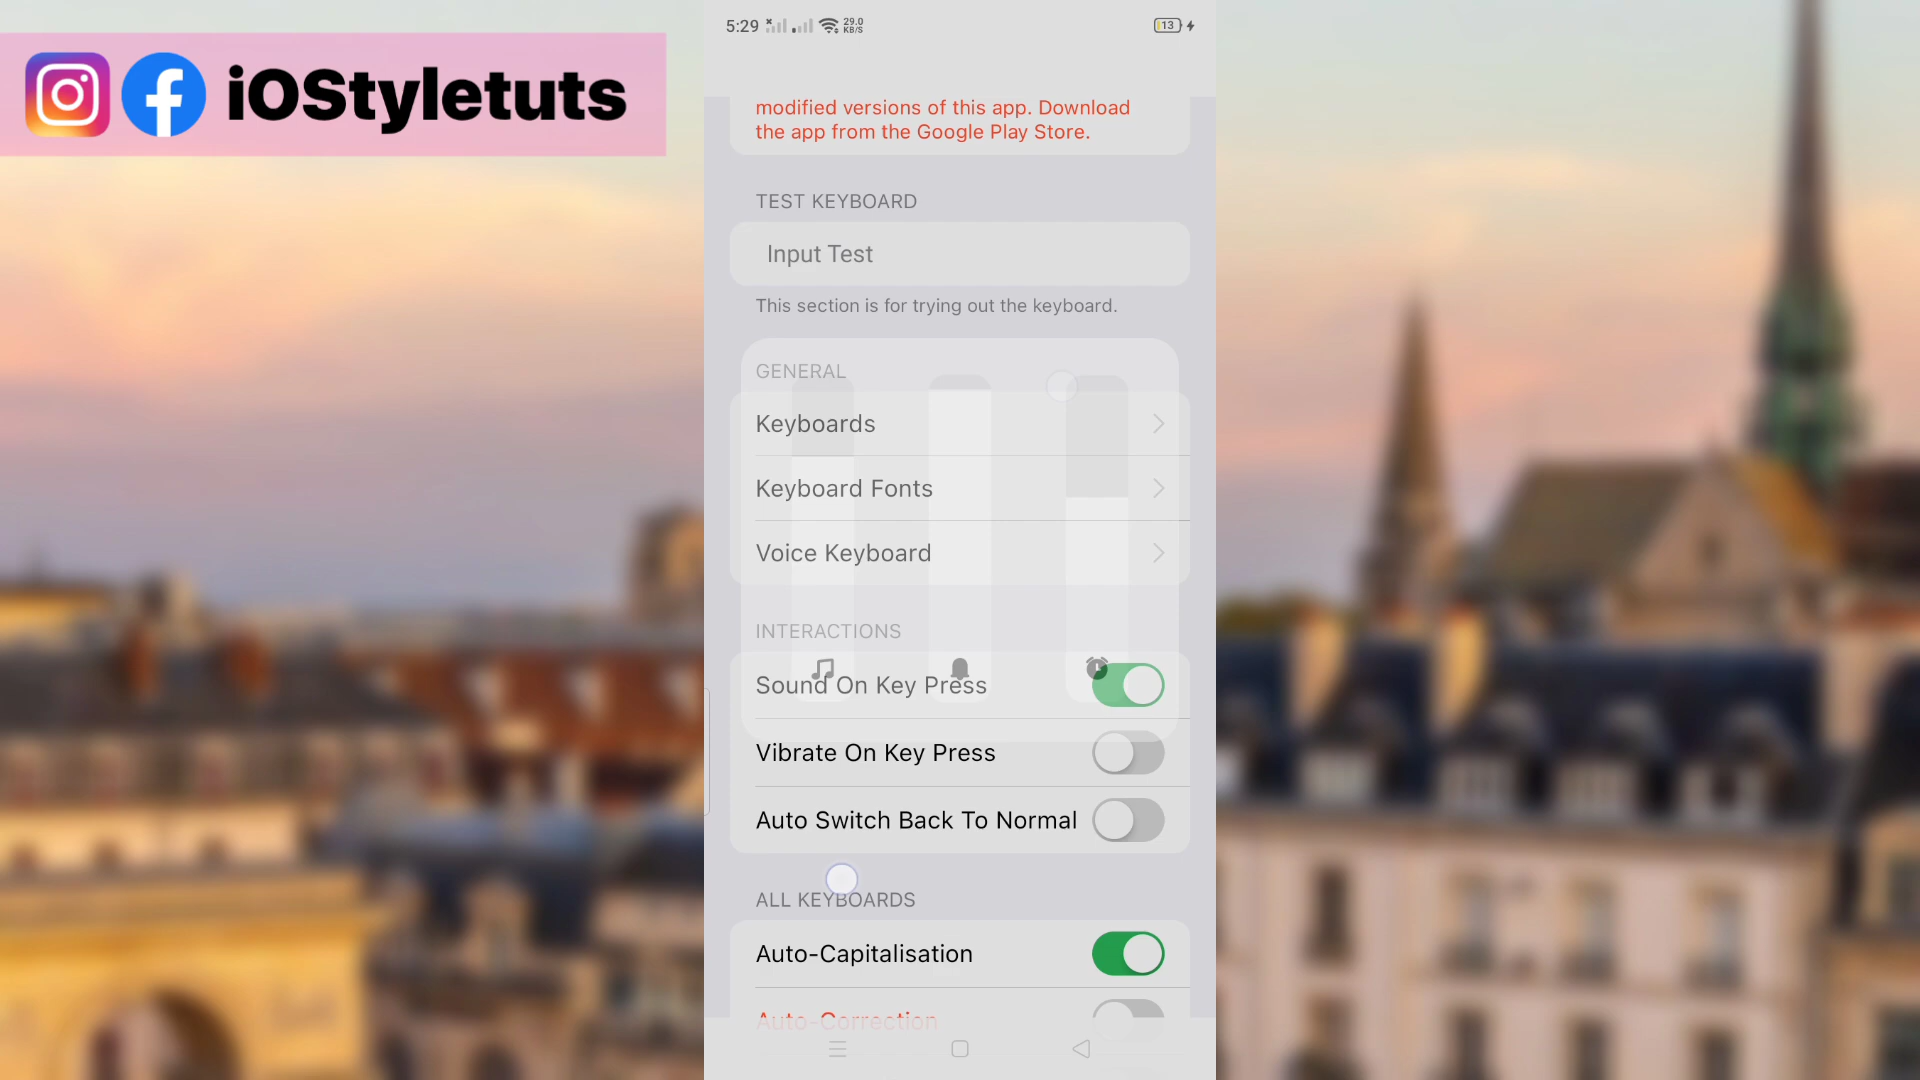 iOStyletuts
5:29
29.0
KB/S
13
modified versions of this app. Download
the app from the Google Play Store.
TEST KEYBOARD
Input Test
This section is for trying out the keyboard.
GENERAL
Keyboards
Keyboard Fonts
Voice Keyboard
INTERACTIONS
Sound On Key Press
Vibrate On Key Press
Auto Switch Back To Normal
ALL KEYBOARDS
Auto-Capitalisation
Auto-Correction